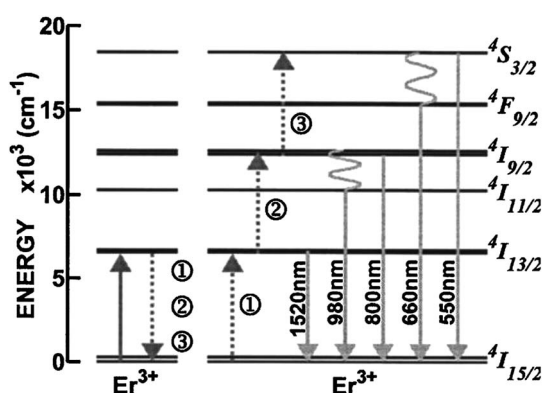 ENERGY x10³ (cm⁻¹)
20
15
10
5
0
⁴S₃/₂
⁴F₉/₂
⁴I₉/₂
⁴I₁₁/₂
⁴I₁₃/₂
⁴I₁₅/₂
③
②
①
①
②
③
1520nm
980nm
800nm
660nm
550nm
Er³⁺
Er³⁺